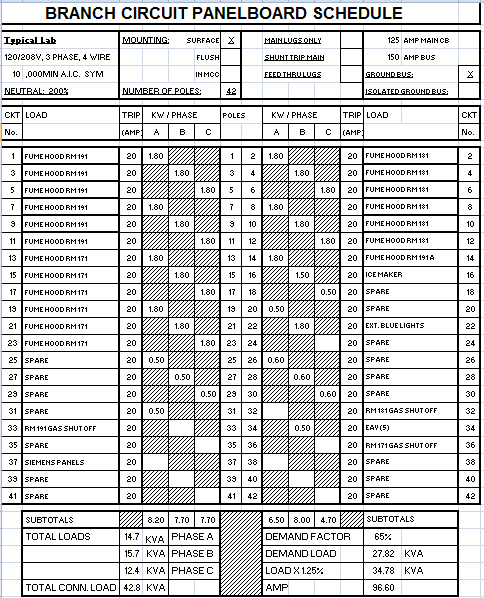 BRANCH CIRCUIT PANELBOARD SCHEDULE
Typical Lab MOUNTING: SURFACE X MAIN LUGS ONLY 125 AMP MAIN CB
120/208V, 3 PHASE, 4 WIRE FLUSH SHUNT TRIP MAIN 150 AMP BUS
10 ,000MIN A.I.C. SYM IN MCC FEED THRU LUGS GROUND BUS: X
NEUTRAL: 200% NUMBER OF POLES: 42 ISOLATED GROUND BUS:
CKT LOAD TRIP KW / PHASE POLES KW / PHASE TRIP LOAD CKT
No. (AMP) A B C A B C (AMP) No.
1 FUME HOOD RM 191 20 1.80 1 2 1.80 20 FUME HOOD RM 181 2
3 FUME HOOD RM 191 20 1.80 3 4 1.80 20 FUME HOOD RM 181 4
5 FUME HOOD RM 191 20 1.80 5 6 1.80 20 FUME HOOD RM 181 6
7 FUME HOOD RM 191 20 1.80 7 8 1.80 20 FUME HOOD RM 181 8
9 FUME HOOD RM 191 20 1.80 9 10 1.80 20 FUME HOOD RM 181 10
11 FUME HOOD RM 191 20 1.80 11 12 1.80 20 FUME HOOD RM 181 12
13 FUME HOOD RM 171 20 1.80 13 14 1.80 20 FUME HOOD RM 191A 14
15 FUME HOOD RM 171 20 1.80 15 16 1.50 20 ICE MAKER 16
17 FUME HOOD RM 171 20 1.80 17 18 0.50 20 SPARE 18
19 FUME HOOD RM 171 20 1.80 19 20 0.50 20 SPARE 20
21 FUME HOOD RM 171 20 1.80 21 22 1.80 20 EXT. BLUE LIGHTS 22
23 FUME HOOD RM 171 20 1.80 23 24 20 SPARE 24
25 SPARE 20 0.50 25 26 0.60 20 SPARE 26
27 SPARE 20 0.50 27 28 0.60 20 SPARE 28
29 SPARE 20 0.50 29 30 0.60 20 SPARE 30
31 SPARE 20 0.50 31 32 20 RM 181 GAS SHUT OFF 32
33 RM 191 GAS SHUT OFF 20 33 34 0.50 20 EAV (5) 34
35 SPARE 20 35 36 20 RM 171 GAS SHUT OFF 36
37 SIEMENS PANELS 20 37 38 20 SPARE 38
39 SPARE 20 39 40 20 SPARE 40
41 SPARE 20 41 42 20 SPARE 42
SUBTOTALS 8.20 7.70 7.70 6.50 8.00 4.70 SUBTOTALS
TOTAL LOADS 14.7 KVA PHASE A DEMAND FACTOR 65%
15.7 KVA PHASE B DEMAND LOAD 27.82 KVA
12.4 KVA PHASE C LOAD X 1.25% 34.78 KVA
TOTAL CONN. LOAD 42.8 KVA AMP 96.60